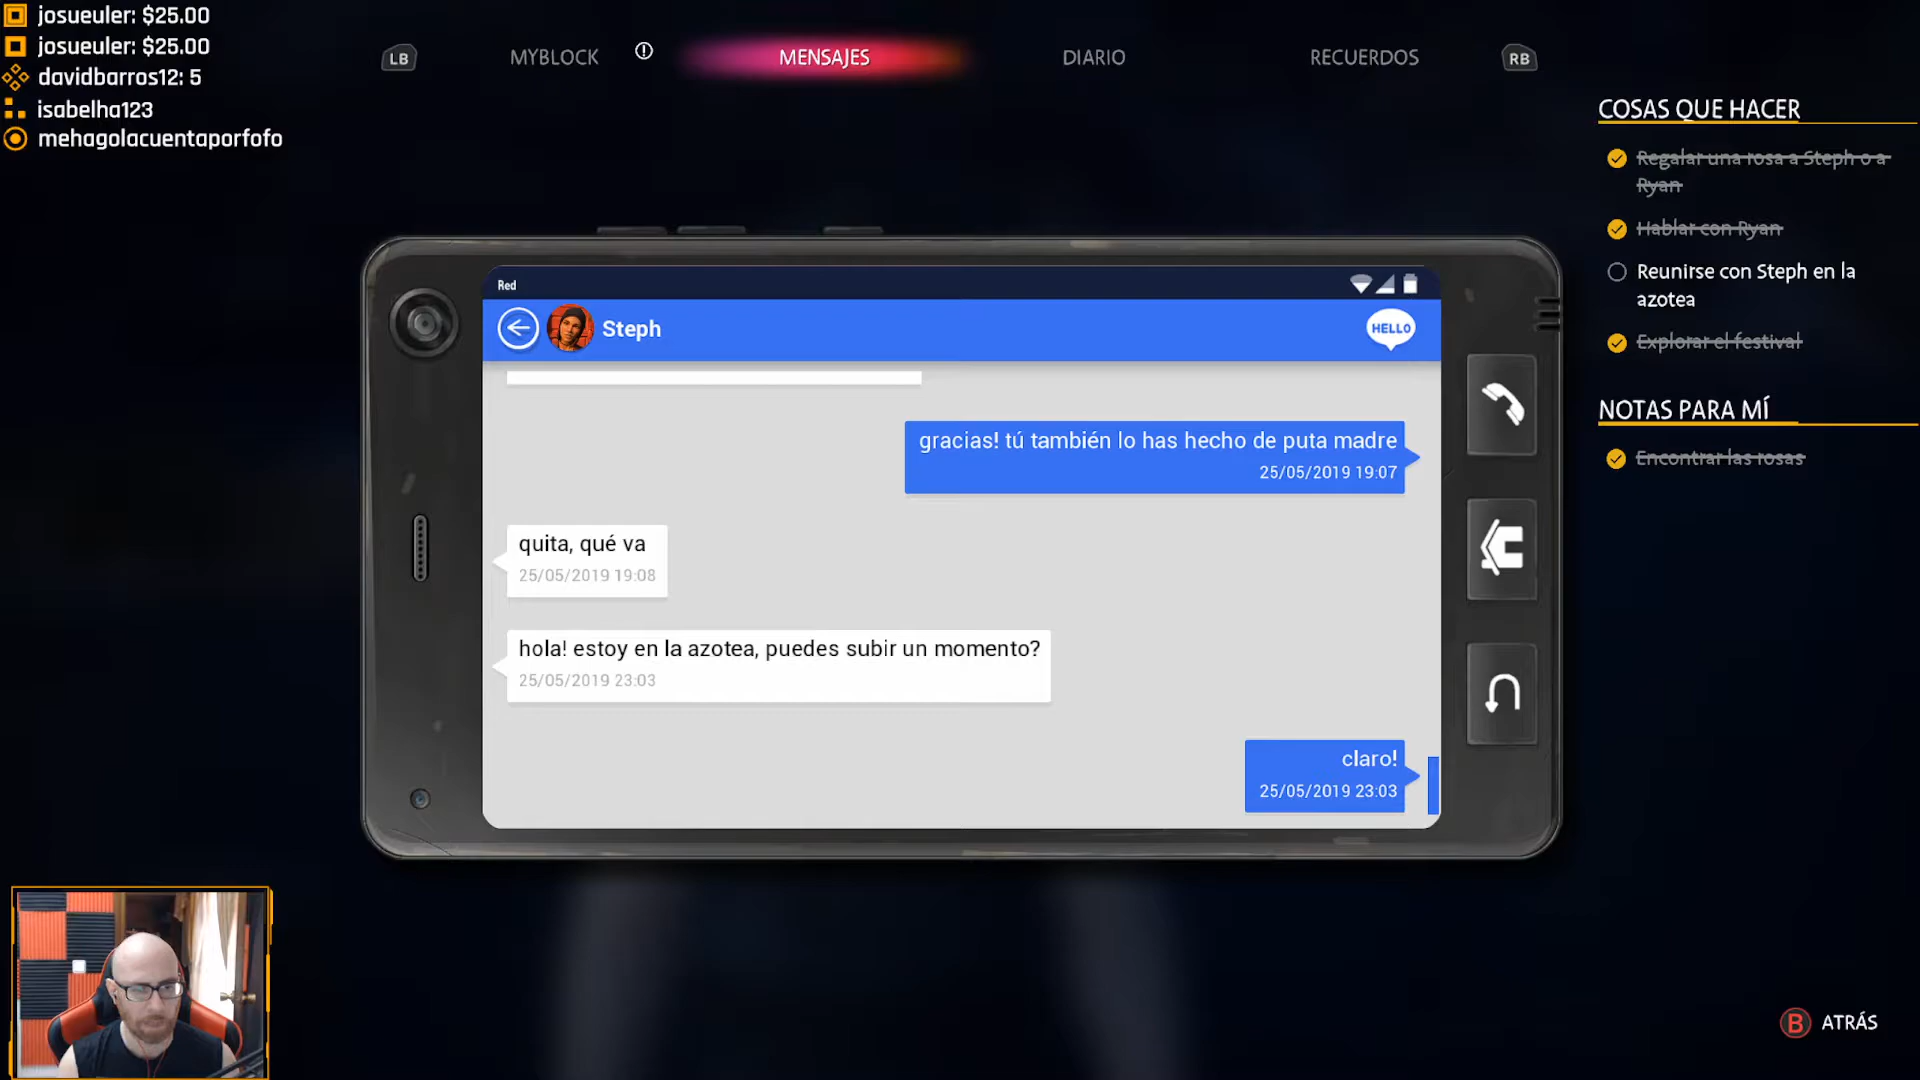 josueuler: $25.00
josueuler: $25.00
davidbarros12: 5
isabelha123
mehagolacuentaporfofo
LB
MYBLOCK
MENSAJES
DIARIO
RECUERDOS
RB
COSAS QUE HACER
Regalar una rosa a Steph o a
Ryan
Hablar con Ryan
Reunirse con Steph en la
azotea
Explorar el festival
NOTAS PARA MÍ
Encontrar las rosas
Red
Steph
HELLO
gracias! tú también lo has hecho de puta madre
25/05/2019 19:07
quita, qué va
25/05/2019 19:08
hola! estoy en la azotea, puedes subir un momento?
25/05/2019 23:03
claro!
25/05/2019 23:03
B ATRÁS